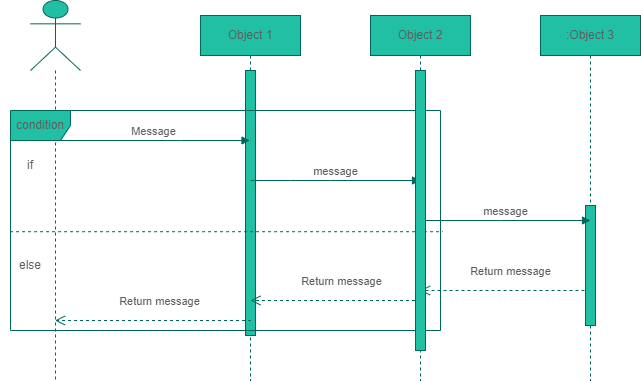 Object 1
Object 2
:Object 3
condition
Message
if
message
message
else
Return message
Return message
Return message